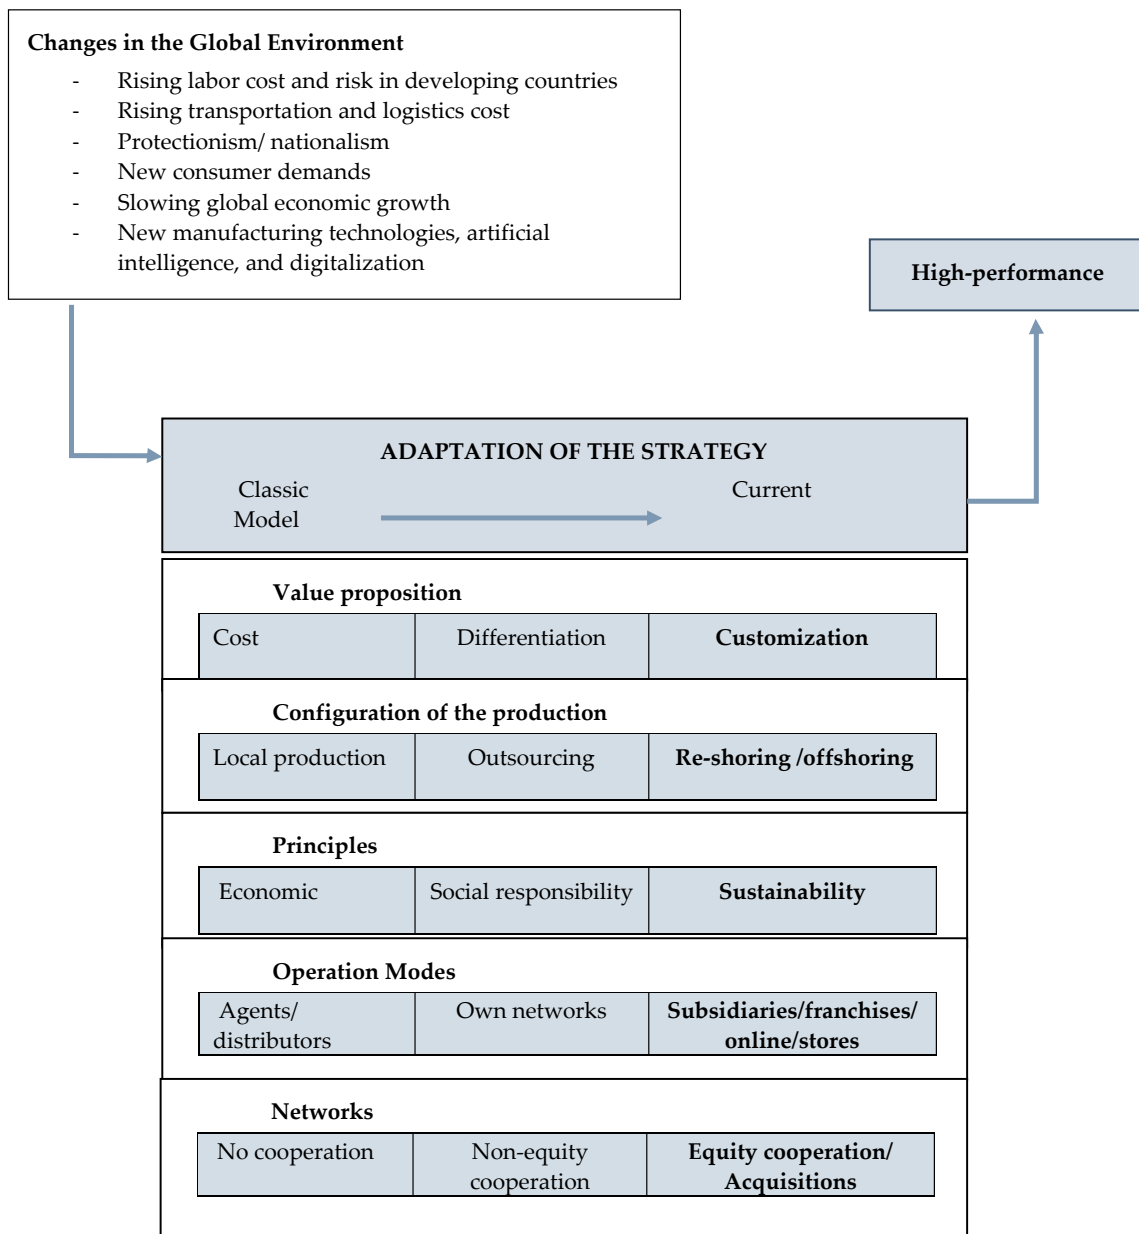 Changes in the Global Environment
- Rising labor cost and risk in developing countries
- Rising transportation and logistics cost
- Protectionism/ nationalism
- New consumer demands
- Slowing global economic growth
- New manufacturing technologies, artificial
intelligence, and digitalization
High-performance
ADAPTATION OF THE STRATEGY
Classic
Model
Current
Value proposition
Cost
Differentiation
Customization
Configuration of the production
Local production
Outsourcing
Re-shoring /offshoring
Principles
Economic
Social responsibility
Sustainability
Operation Modes
Agents/
distributors
Own networks
Subsidiaries/franchises/
online/stores
Networks
No cooperation
Non-equity
cooperation
Equity cooperation/
Acquisitions